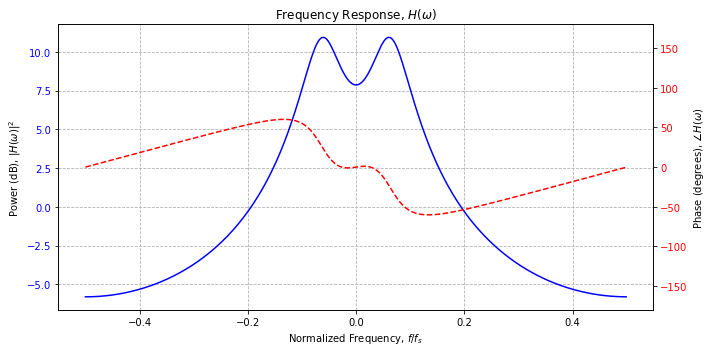 Frequency Response, H(ω)
Power (dB), |H(ω)|²
10.0
7.5
5.0
2.5
0.0
−2.5
−5.0
150
100
50
0
−50
−100
−150
Phase (degrees), ∠H(ω)
−0.4 −0.2 0.0 0.2 0.4
Normalized Frequency, f/fₛ